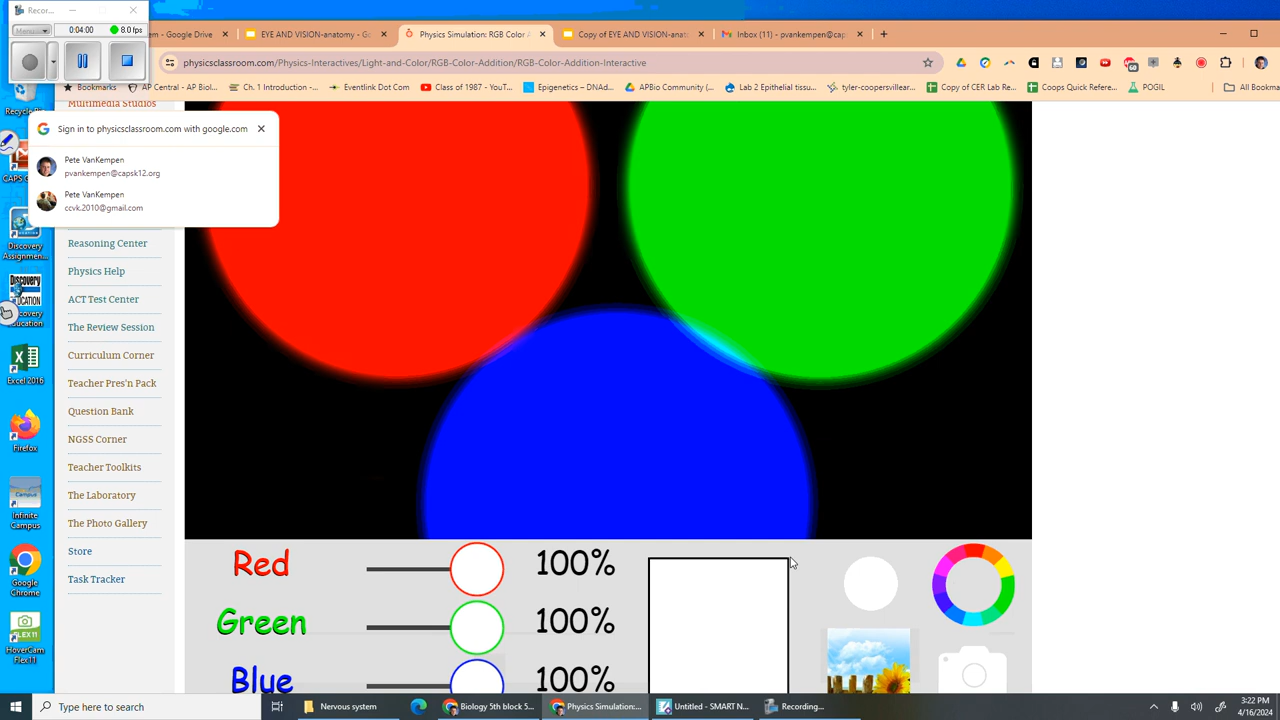 Recor...
Menu
0:04:00
8.0 fps
em - Google Drive
EYE AND VISION-anatomy - Go
Physics Simulation: RGB Color A
Copy of EYE AND VISION-anat
Inbox (11) - pvankempen@cap
physicsclassroom.com/Physics-Interactives/Light-and-Color/RGB-Color-Addition/RGB-Color-Addition-Interactive
60
Bookmarks
AP Central - AP Biol...
Ch. 1 Introduction -...
Eventlink Dot Com
Class of 1987 - YouT...
Epigenetics – DNAd...
APBio Community (...
Lab 2 Epithelial tissu...
tyler-coopersvillear...
Copy of CER Lab Re...
Coops Quick Refere...
POGIL
All Bookmarks
Multimedia Studios
Sign in to physicsclassroom.com with google.com
Pete VanKempen
pvankempen@capsk12.org
Pete VanKempen
ccvk.2010@gmail.com
Reasoning Center
Physics Help
ACT Test Center
The Review Session
Curriculum Corner
Teacher Pres'n Pack
Question Bank
NGSS Corner
Teacher Toolkits
The Laboratory
The Photo Gallery
Store
Task Tracker
Discovery
Assignmen...
Discovery
EDUCATION
Excel 2016
Firefox
Infinite
Campus
Google
Chrome
FLEX 11
HoverCam
Flex11
Red
100%
Green
100%
Blue
100%
Type here to search
Nervous system
Biology 5th block 5...
Physics Simulation:...
Untitled - SMART N...
Recording...
3:22 PM
4/16/2024